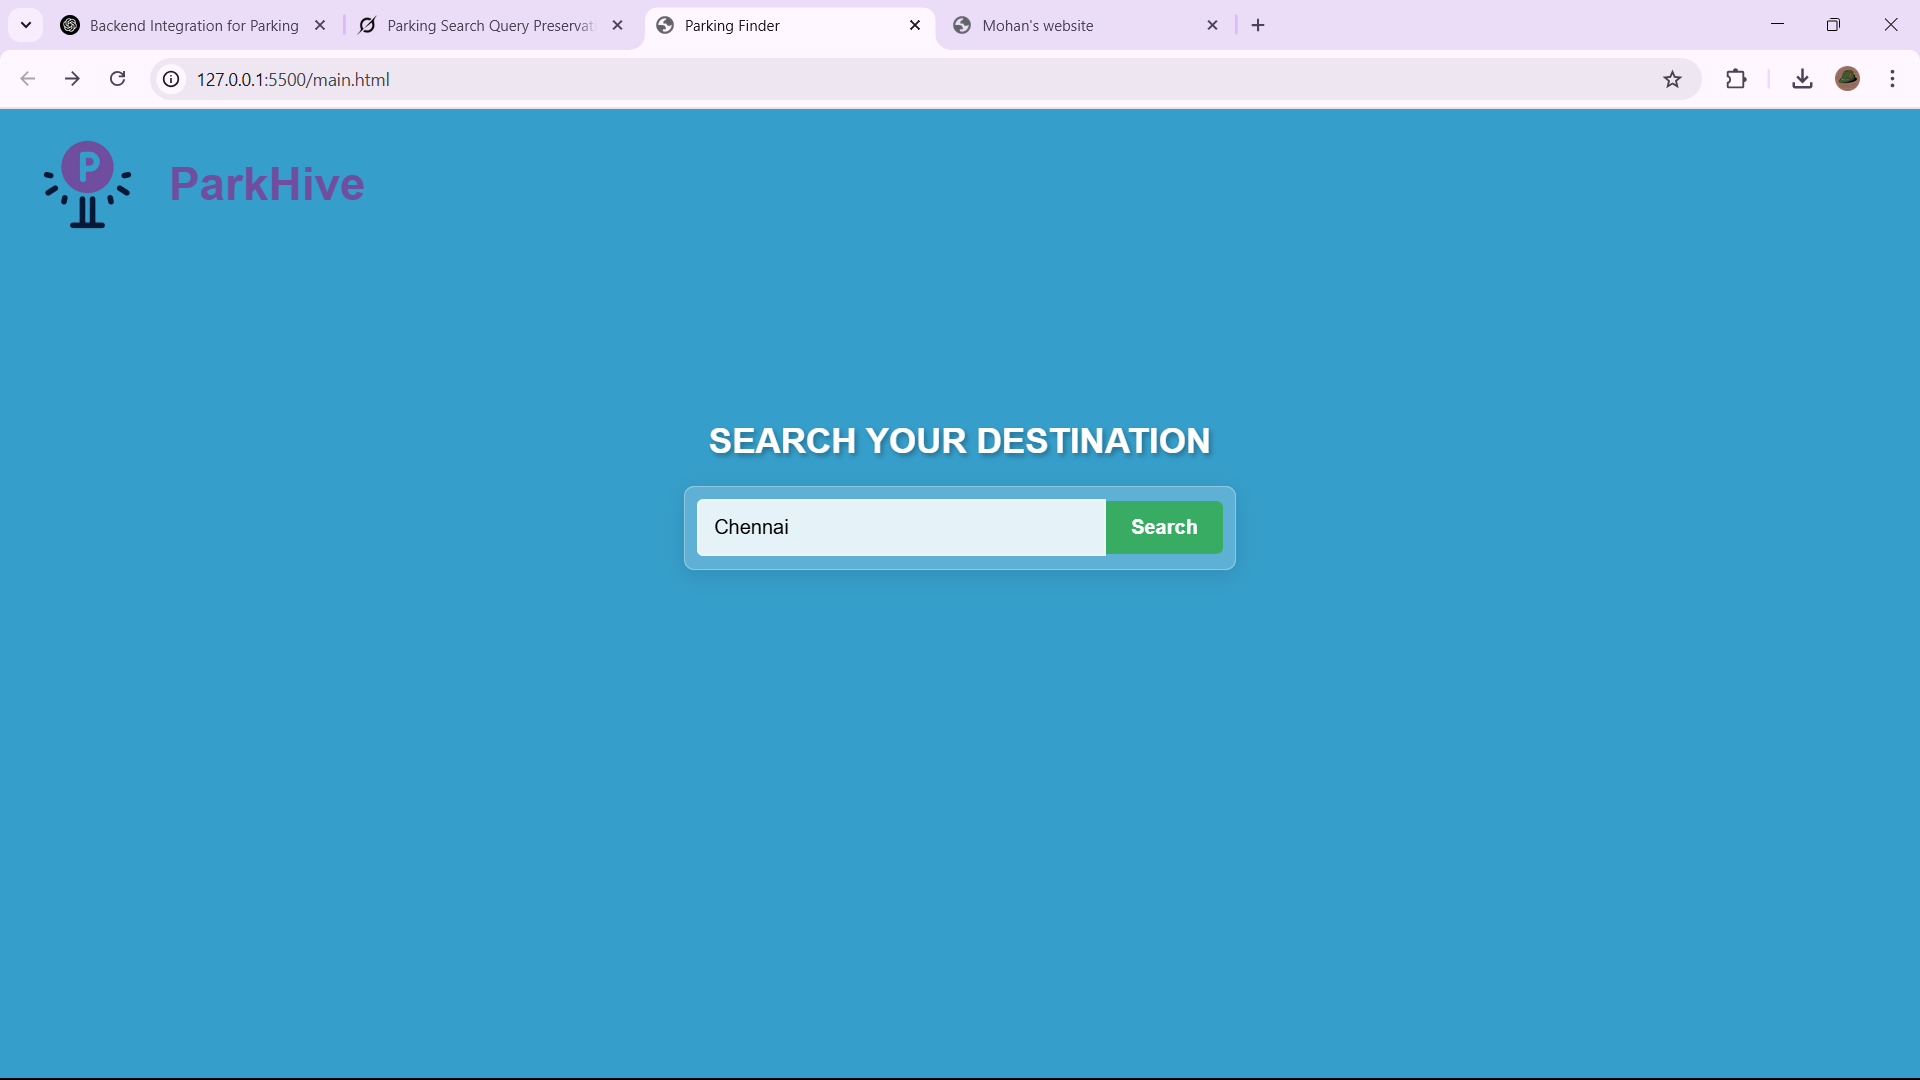 Backend Integration for Parking
Parking Search Query Preservati
Parking Finder
Mohan's website
127.0.0.1:5500/main.html
P
ParkHive
SEARCH YOUR DESTINATION
Chennai
Search